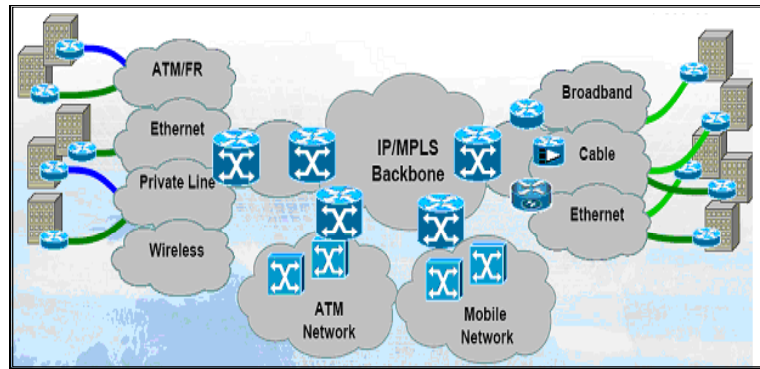 ATM/FR
Ethernet
Private Line
Wireless
IP/MPLS
Backbone
Broadband
Cable
Ethernet
ATM
Network
Mobile
Network